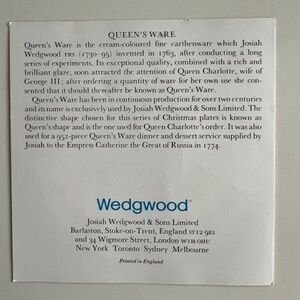 QUEEN'S WARE
Queen's Ware is the cream-coloured fine earthenware which Josiah
Wedgwood FRS (1730–95) invented in 1763, after conducting a long
series of experiments. Its exceptional quality, combined with a rich and
brilliant glaze, soon attracted the attention of Queen Charlotte, wife of
George III; after ordering a quantity of ware for her own use she con-
sented that it should thereafter be known as Queen's Ware.
Queen's Ware has been in continuous production for over two centuries
and its name is exclusively used by Josiah Wedgwood & Sons Limited. The
distinctive shape chosen for this series of Christmas plates is known as
Queen's shape and is the one used for Queen Charlotte's order. It was also
used for a 952-piece Queen's Ware dinner and dessert service supplied by
Josiah to the Empress Catherine the Great of Russia in 1774.
Wedgwood®
Josiah Wedgwood & Sons Limited
Barlaston, Stoke-on-Trent, England ST12 9ES
and 34 Wigmore Street, London W1H 0HU
New York Toronto Sydney Melbourne
Printed in England